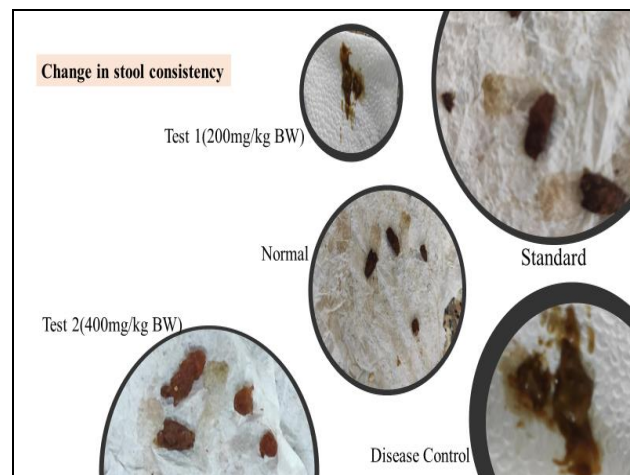 Change in stool consistency
Test 1(200mg/kg BW)
Normal
Standard
Test 2(400mg/kg BW)
Disease Control